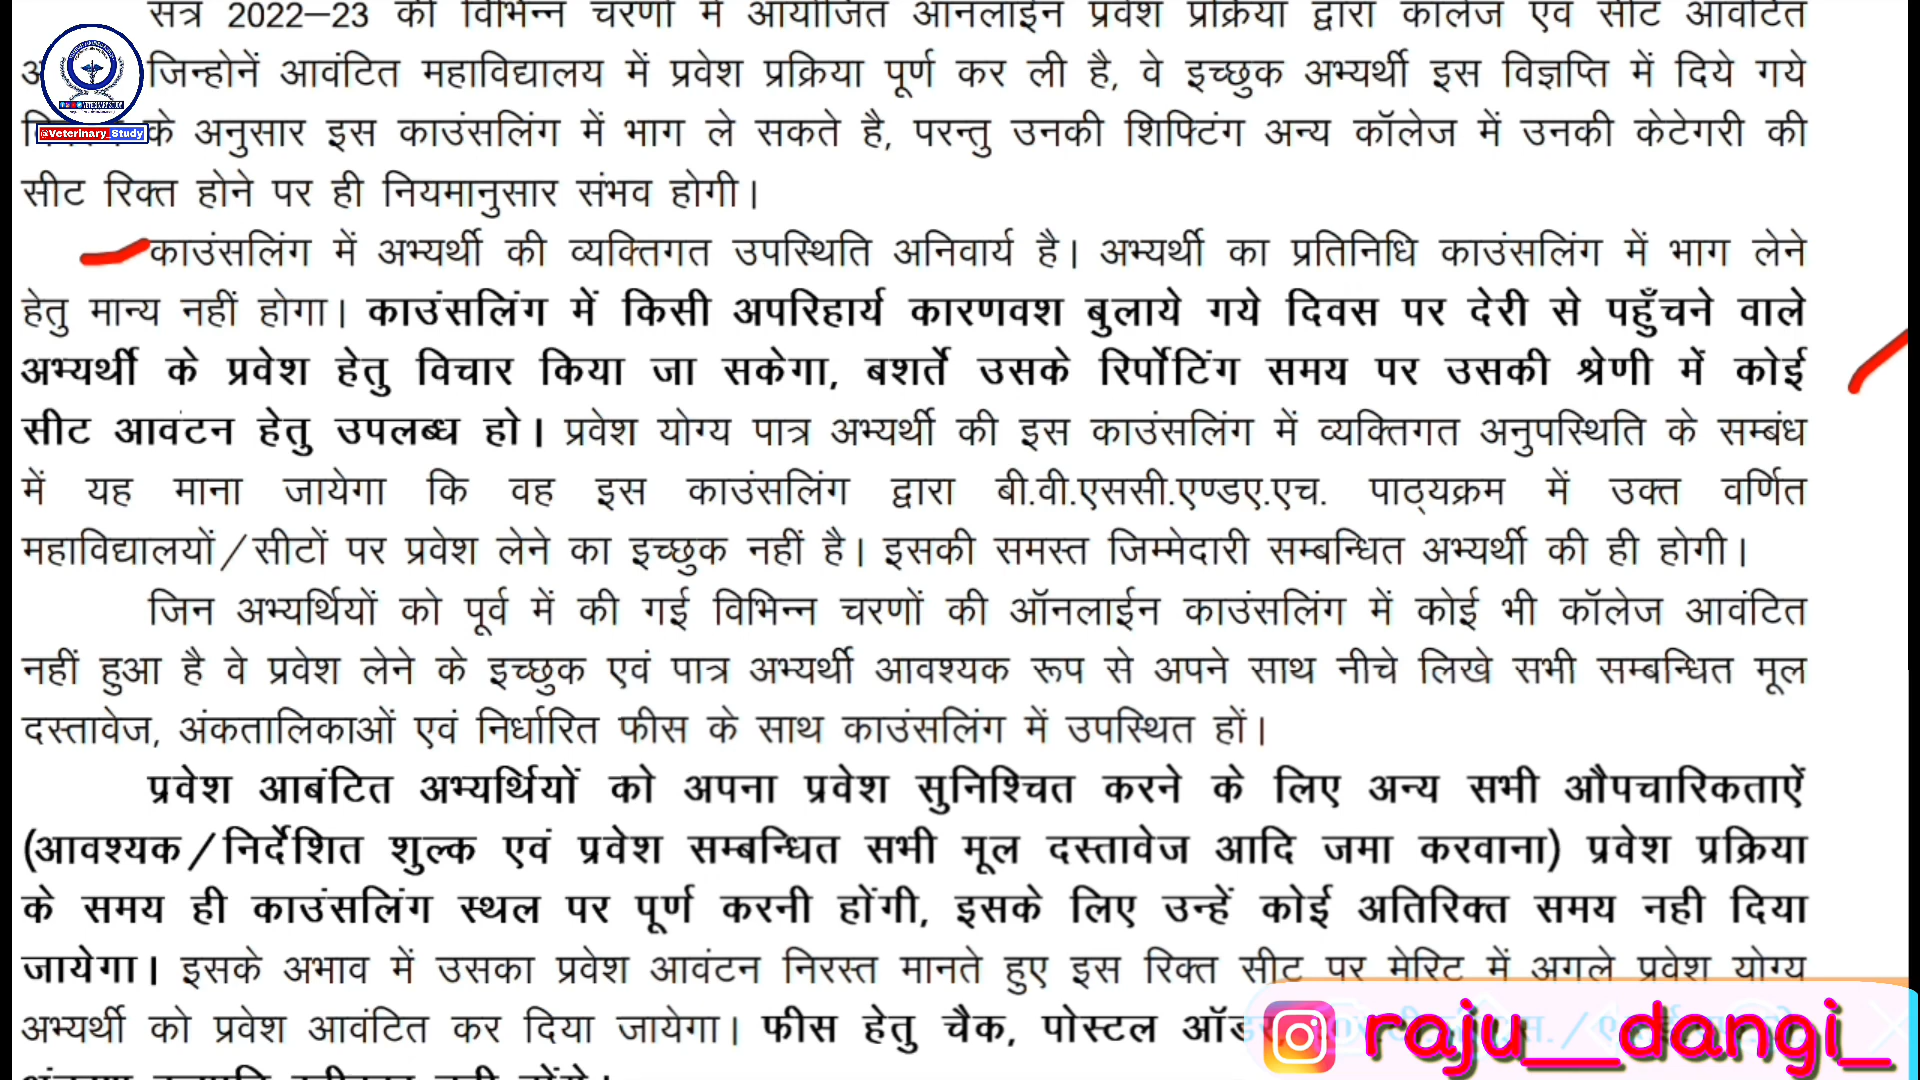 सत्र 2022–23 की विभिन्न चरणों में आयोजित ऑनलाईन प्रवेश प्रक्रिया द्वारा कॉलेज एवं सीट आवंटित
जिन्होनें आवंटित महाविद्यालय में प्रवेश प्रक्रिया पूर्ण कर ली है, वे इच्छुक अभ्यर्थी इस विज्ञप्ति में दिये गये
@Veterinary_Study
के अनुसार इस काउंसलिंग में भाग ले सकते है, परन्तु उनकी शिफ्टिंग अन्य कॉलेज में उनकी केटेगरी की
सीट रिक्त होने पर ही नियमानुसार संभव होगी।
काउंसलिंग में अभ्यर्थी की व्यक्तिगत उपस्थिति अनिवार्य है। अभ्यर्थी का प्रतिनिधि काउंसलिंग में भाग लेने
हेतु मान्य नहीं होगा। काउंसलिंग में किसी अपरिहार्य कारणवश बुलाये गये दिवस पर देरी से पहुँचने वाले
अभ्यर्थी के प्रवेश हेतु विचार किया जा सकेगा, बशर्ते उसके रिर्पोटिंग समय पर उसकी श्रेणी में कोई
सीट आवंटन हेतु उपलब्ध हो। प्रवेश योग्य पात्र अभ्यर्थी की इस काउंसलिंग में व्यक्तिगत अनुपस्थिति के सम्बंध
में यह माना जायेगा कि वह इस काउंसलिंग द्वारा बी.वी.एससी.एण्डए.एच. पाठ्यक्रम में उक्त वर्णित
महाविद्यालयों/सीटों पर प्रवेश लेने का इच्छुक नहीं है। इसकी समस्त जिम्मेदारी सम्बन्धित अभ्यर्थी की ही होगी।
जिन अभ्यर्थियों को पूर्व में की गई विभिन्न चरणों की ऑनलाईन काउंसलिंग में कोई भी कॉलेज आवंटित
नहीं हुआ है वे प्रवेश लेने के इच्छुक एवं पात्र अभ्यर्थी आवश्यक रूप से अपने साथ नीचे लिखे सभी सम्बन्धित मूल
दस्तावेज, अंकतालिकाओं एवं निर्धारित फीस के साथ काउंसलिंग में उपस्थित हों।
प्रवेश आबंटित अभ्यर्थियों को अपना प्रवेश सुनिश्चित करने के लिए अन्य सभी औपचारिकताऐं
(आवश्यक/निर्देशित शुल्क एवं प्रवेश सम्बन्धित सभी मूल दस्तावेज आदि जमा करवाना) प्रवेश प्रक्रिया
के समय ही काउंसलिंग स्थल पर पूर्ण करनी होंगी, इसके लिए उन्हें कोई अतिरिक्त समय नही दिया
जायेगा। इसके अभाव में उसका प्रवेश आवंटन निरस्त मानते हुए इस रिक्त सीट पर मेरिट में अगले प्रवेश योग्य
अभ्यर्थी को प्रवेश आवंटित कर दिया जायेगा। फीस हेतु चैक, पोस्टल ऑडर
raju__dangi_